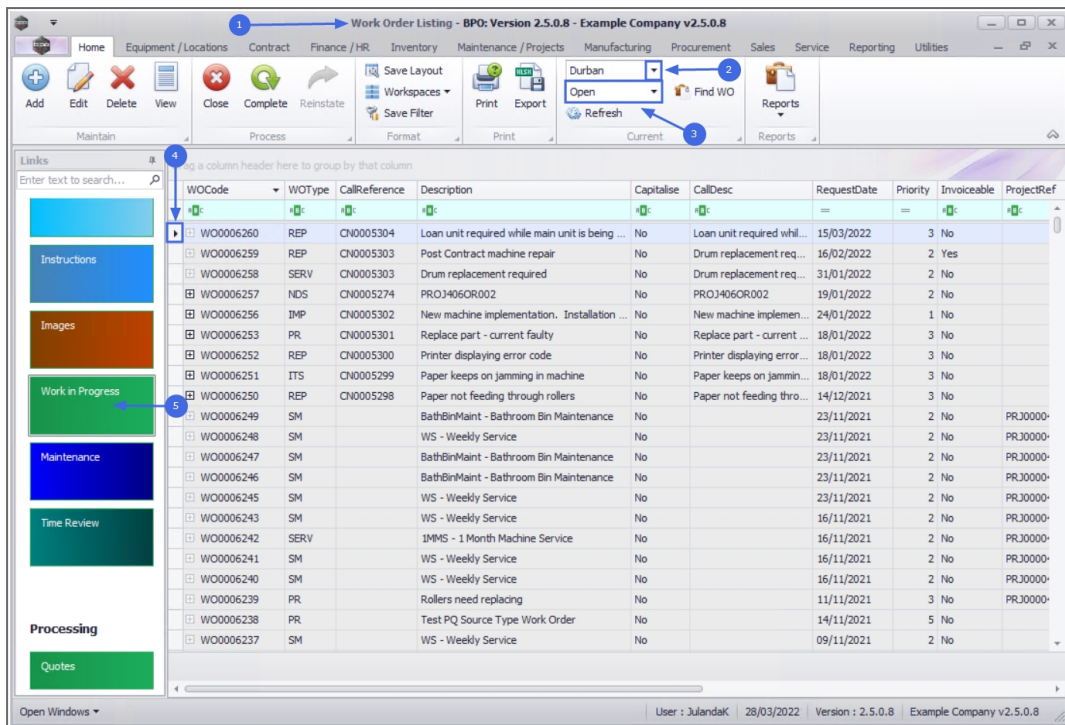 1
Work Order Listing - BPO: Version 2.5.0.8 - Example Company v2.5.0.8
Home Equipment / Locations Contract Finance / HR Inventory Maintenance / Projects Manufacturing Procurement Sales Service Reporting Utilities
Add Edit Delete View
Maintain
Close Complete Reinstate
Process
Save Layout
Workspaces
Save Filter
Format
Print Export
Print
Durban
2
Open
Find WO
Refresh
3
Current
Reports
Reports
Links
4
Enter text to search...
a column header here to group by that column
WOCode WOType CallReference Description Capitalise CallDesc RequestDate Priority Invoiceable ProjectRef
= =
WO0006260 REP CN0005304 Loan unit required while main unit is being ... No Loan unit required whil... 15/03/2022 3 No
WO0006259 REP CN0005303 Post Contract machine repair No Drum replacement req... 16/02/2022 2 Yes
WO0006258 SERV CN0005303 Drum replacement required No Drum replacement req... 31/01/2022 2 No
WO0006257 NDS CN0005274 PROJ406OR002 No PROJ406OR002 19/01/2022 2 No
WO0006256 IMP CN0005302 New machine implementation. Installation ... No New machine implemen... 24/01/2022 1 No
WO0006253 PR CN0005301 Replace part - current faulty No Replace part - current ... 18/01/2022 3 No
WO0006252 REP CN0005300 Printer displaying error code No Printer displaying error... 18/01/2022 3 No
WO0006251 ITS CN0005299 Paper keeps on jamming in machine No Paper keeps on jammin... 18/01/2022 3 No
WO0006250 REP CN0005298 Paper not feeding through rollers No Paper not feeding thro... 14/12/2021 3 No
WO0006249 SM BathBinMaint - Bathroom Bin Maintenance No 23/11/2021 2 No PRJ0000
WO0006248 SM WS - Weekly Service No 23/11/2021 2 No PRJ0000
WO0006247 SM BathBinMaint - Bathroom Bin Maintenance No 23/11/2021 2 No PRJ0000
WO0006246 SM BathBinMaint - Bathroom Bin Maintenance No 23/11/2021 2 No PRJ0000
WO0006245 SM WS - Weekly Service No 23/11/2021 2 No PRJ0000
WO0006243 SM WS - Weekly Service No 16/11/2021 2 No PRJ0000
WO0006242 SERV 1MMS - 1 Month Machine Service No 16/11/2021 2 No PRJ0000
WO0006241 SM WS - Weekly Service No 16/11/2021 2 No PRJ0000
WO0006240 SM WS - Weekly Service No 16/11/2021 2 No PRJ0000
WO0006239 PR Rollers need replacing No 11/11/2021 3 No PRJ0000
WO0006238 PR Test PQ Source Type Work Order No 14/11/2021 5 No
WO0006237 SM WS - Weekly Service No 09/11/2021 2 No
Instructions
Images
Work in Progress
5
Maintenance
Time Review
Processing
Quotes
Open Windows
User : JulandaK 28/03/2022 Version : 2.5.0.8 Example Company v2.5.0.8